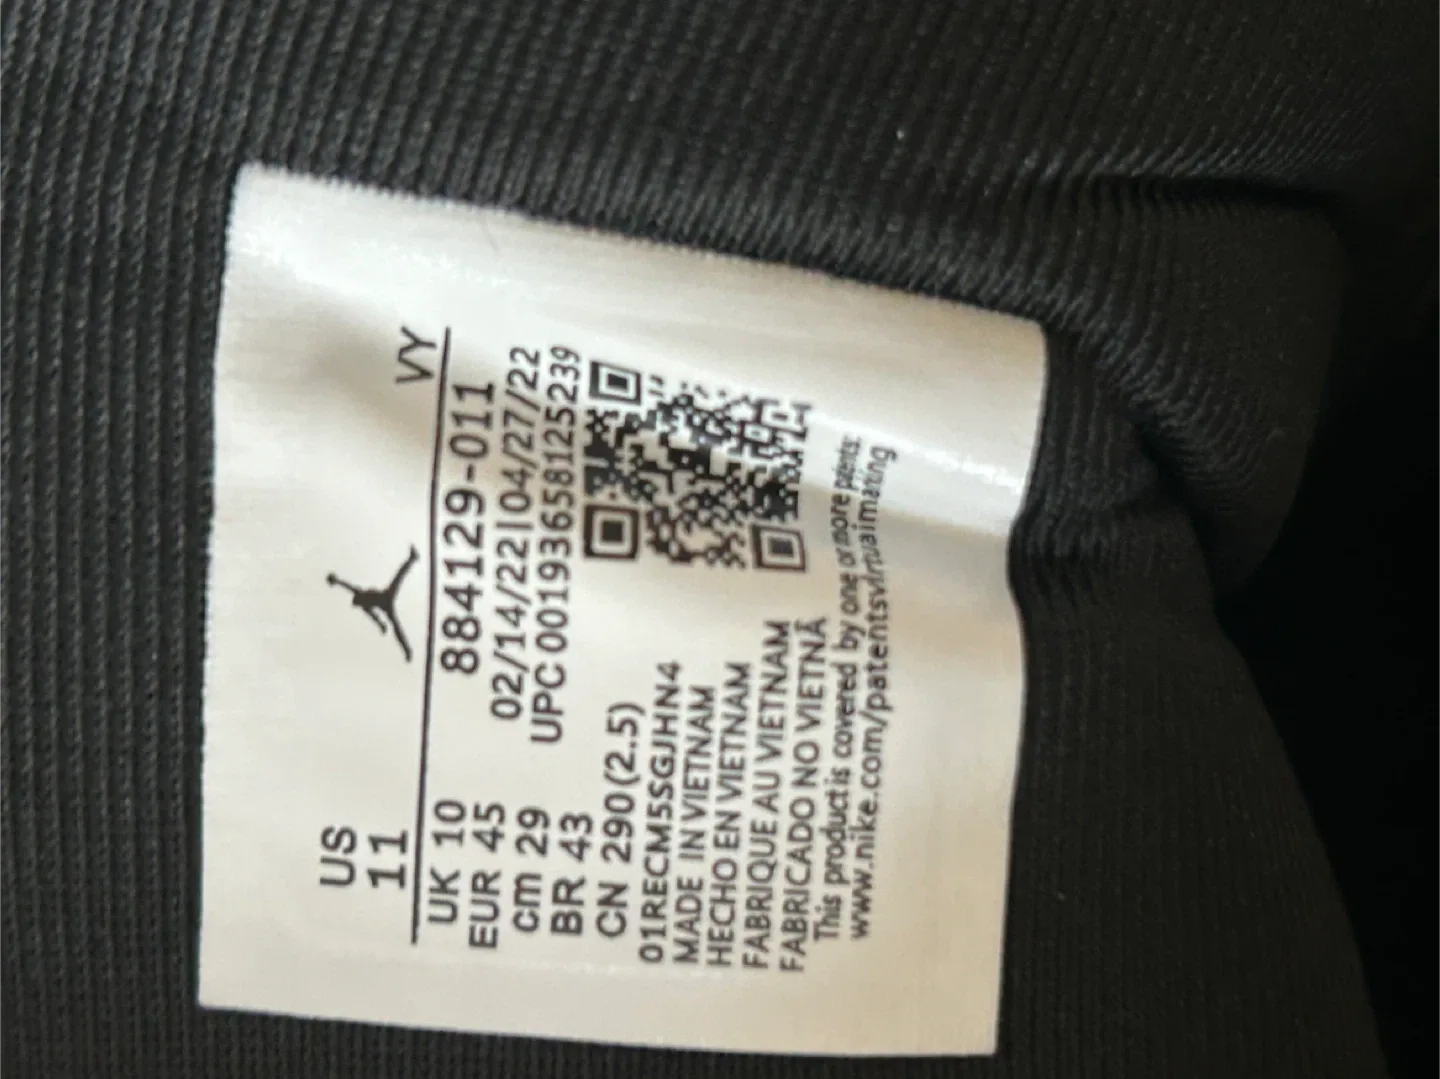 US
11
VY
UK 10
EUR 45
cm 29
BR 43
CN 290(2.5)
884129-011
02/14/22|04/27/22
UPC 00193658125239
01RECM5SGJHN4
MADE IN VIETNAM
HECHO EN VIETNAM
FABRIQUE AU VIETNAM
FABRICADO NO VIETNÃ
This product is covered by one or more patents:
www.nike.com/patentsvirtualmarking